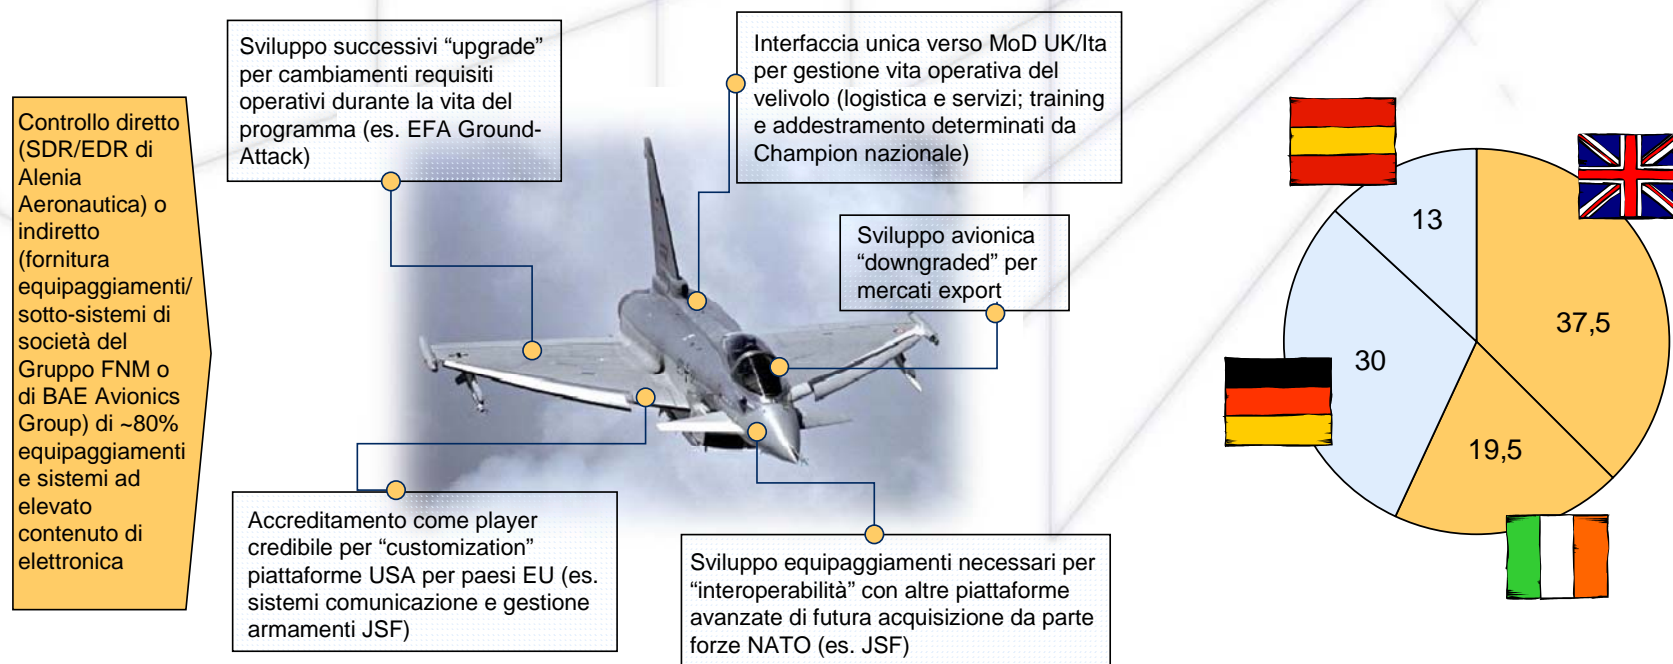 Controllo diretto
(SDR/EDR di
Alenia
Aeronautica) o
indiretto
(fornitura
equipaggiamenti/
sotto-sistemi di
società del
Gruppo FNM o
di BAE Avionics
Group) di ~80%
equipaggiamenti
e sistemi ad
elevato
contenuto di
elettronica
Sviluppo successivi “upgrade”
per cambiamenti requisiti
operativi durante la vita del
programma (es. EFA Ground-
Attack)
Interfaccia unica verso MoD UK/Ita
per gestione vita operativa del
velivolo (logistica e servizi; training
e addestramento determinati da
Champion nazionale)
Sviluppo avionica
“downgraded” per
mercati export
Accreditamento come player
credibile per “customization”
piattaforme USA per paesi EU (es.
sistemi comunicazione e gestione
armamenti JSF)
Sviluppo equipaggiamenti necessari per
“interoperabilità” con altre piattaforme
avanzate di futura acquisizione da parte
forze NATO (es. JSF)
13
37,5
30
19,5